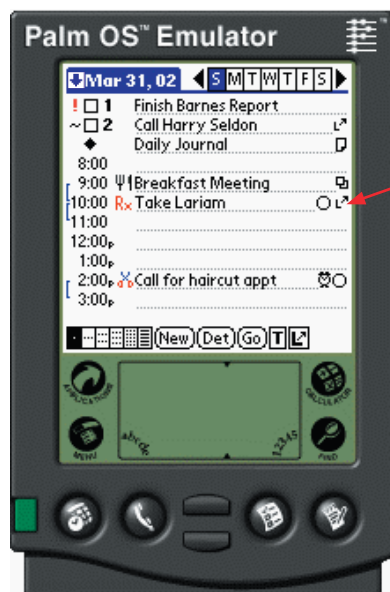 Palm OS™ Emulator
Mar 31, 02 S M T W T F S
! 1 Finish Barnes Report
~ 2 Call Harry Seldon
Daily Journal
8:00
9:00 Breakfast Meeting
10:00 Rx Take Lariam
11:00
12:00p
1:00p
2:00p Call for haircut appt
3:00p
New Det Go T L
APPLICATIONS
CALCULATOR
MENU
abcde
12345
FIND